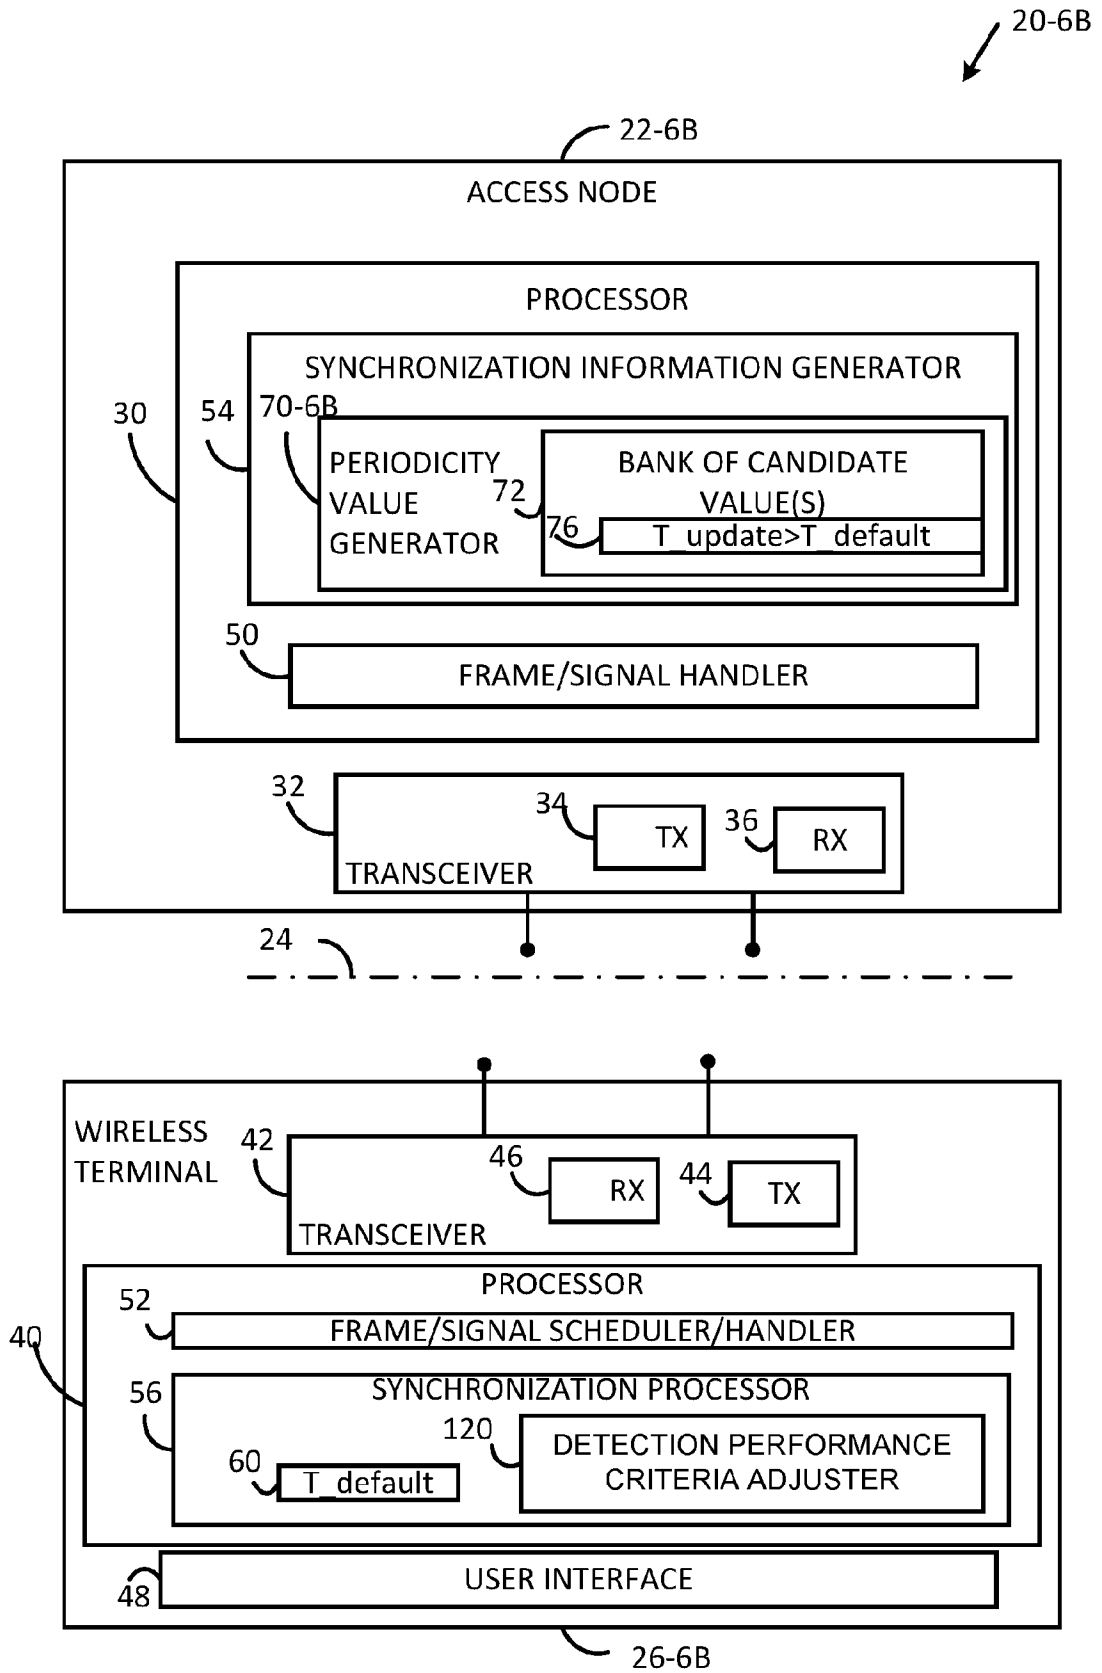 20-6B
22-6B
ACCESS NODE
PROCESSOR
SYNCHRONIZATION INFORMATION GENERATOR
30
54
70-6B
PERIODICITY
VALUE
GENERATOR
72
BANK OF CANDIDATE
VALUE(S)
76
T_update>T_default
50
FRAME/SIGNAL HANDLER
32
34
TX
36
RX
TRANSCEIVER
24
WIRELESS
TERMINAL
42
46
RX
44
TX
TRANSCEIVER
PROCESSOR
52
FRAME/SIGNAL SCHEDULER/HANDLER
40
56
SYNCHRONIZATION PROCESSOR
120
DETECTION PERFORMANCE
CRITERIA ADJUSTER
60
T_default
48
USER INTERFACE
26-6B